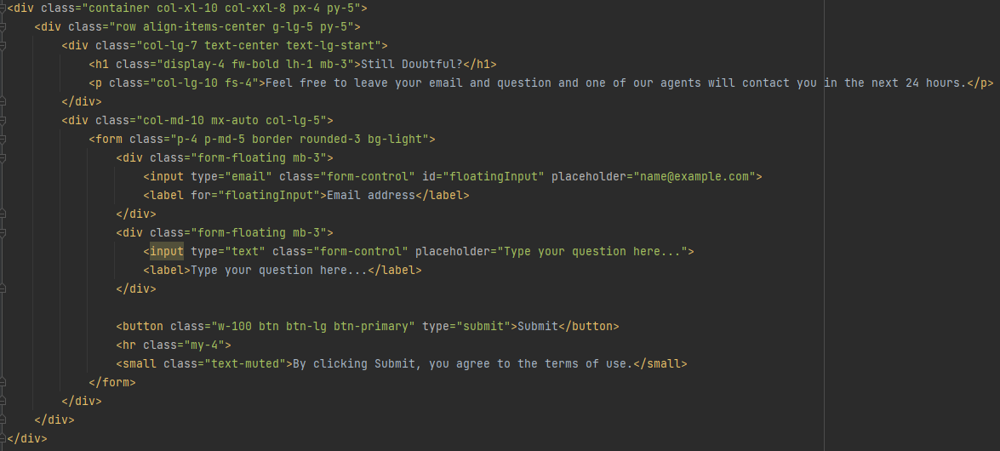 <div class="container col-xl-10 col-xxl-8 px-4 py-5">
    <div class="row align-items-center g-lg-5 py-5">
        <div class="col-lg-7 text-center text-lg-start">
            <h1 class="display-4 fw-bold lh-1 mb-3">Still Doubtful?</h1>
            <p class="col-lg-10 fs-4">Feel free to leave your email and question and one of our agents will contact you in the next 24 hours.</p>
        </div>
        <div class="col-md-10 mx-auto col-lg-5">
            <form class="p-4 p-md-5 border rounded-3 bg-light">
                <div class="form-floating mb-3">
                    <input type="email" class="form-control" id="floatingInput" placeholder="name@example.com">
                    <label for="floatingInput">Email address</label>
                </div>
                <div class="form-floating mb-3">
                    <input type="text" class="form-control" placeholder="Type your question here...">
                    <label>Type your question here...</label>
                </div>

                <button class="w-100 btn btn-lg btn-primary" type="submit">Submit</button>
                <hr class="my-4">
                <small class="text-muted">By clicking Submit, you agree to the terms of use.</small>
            </form>
        </div>
    </div>
</div>